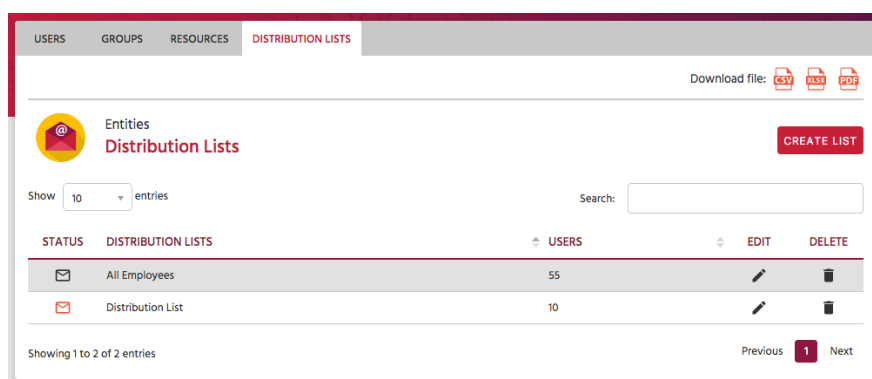 USERS GROUPS RESOURCES DISTRIBUTION LISTS
Download file: CSV XLSX PDF
@
Entities
Distribution Lists
CREATE LIST
Show 10 entries Search:
STATUS DISTRIBUTION LISTS USERS EDIT DELETE
All Employees 55
Distribution List 10
Showing 1 to 2 of 2 entries Previous 1 Next